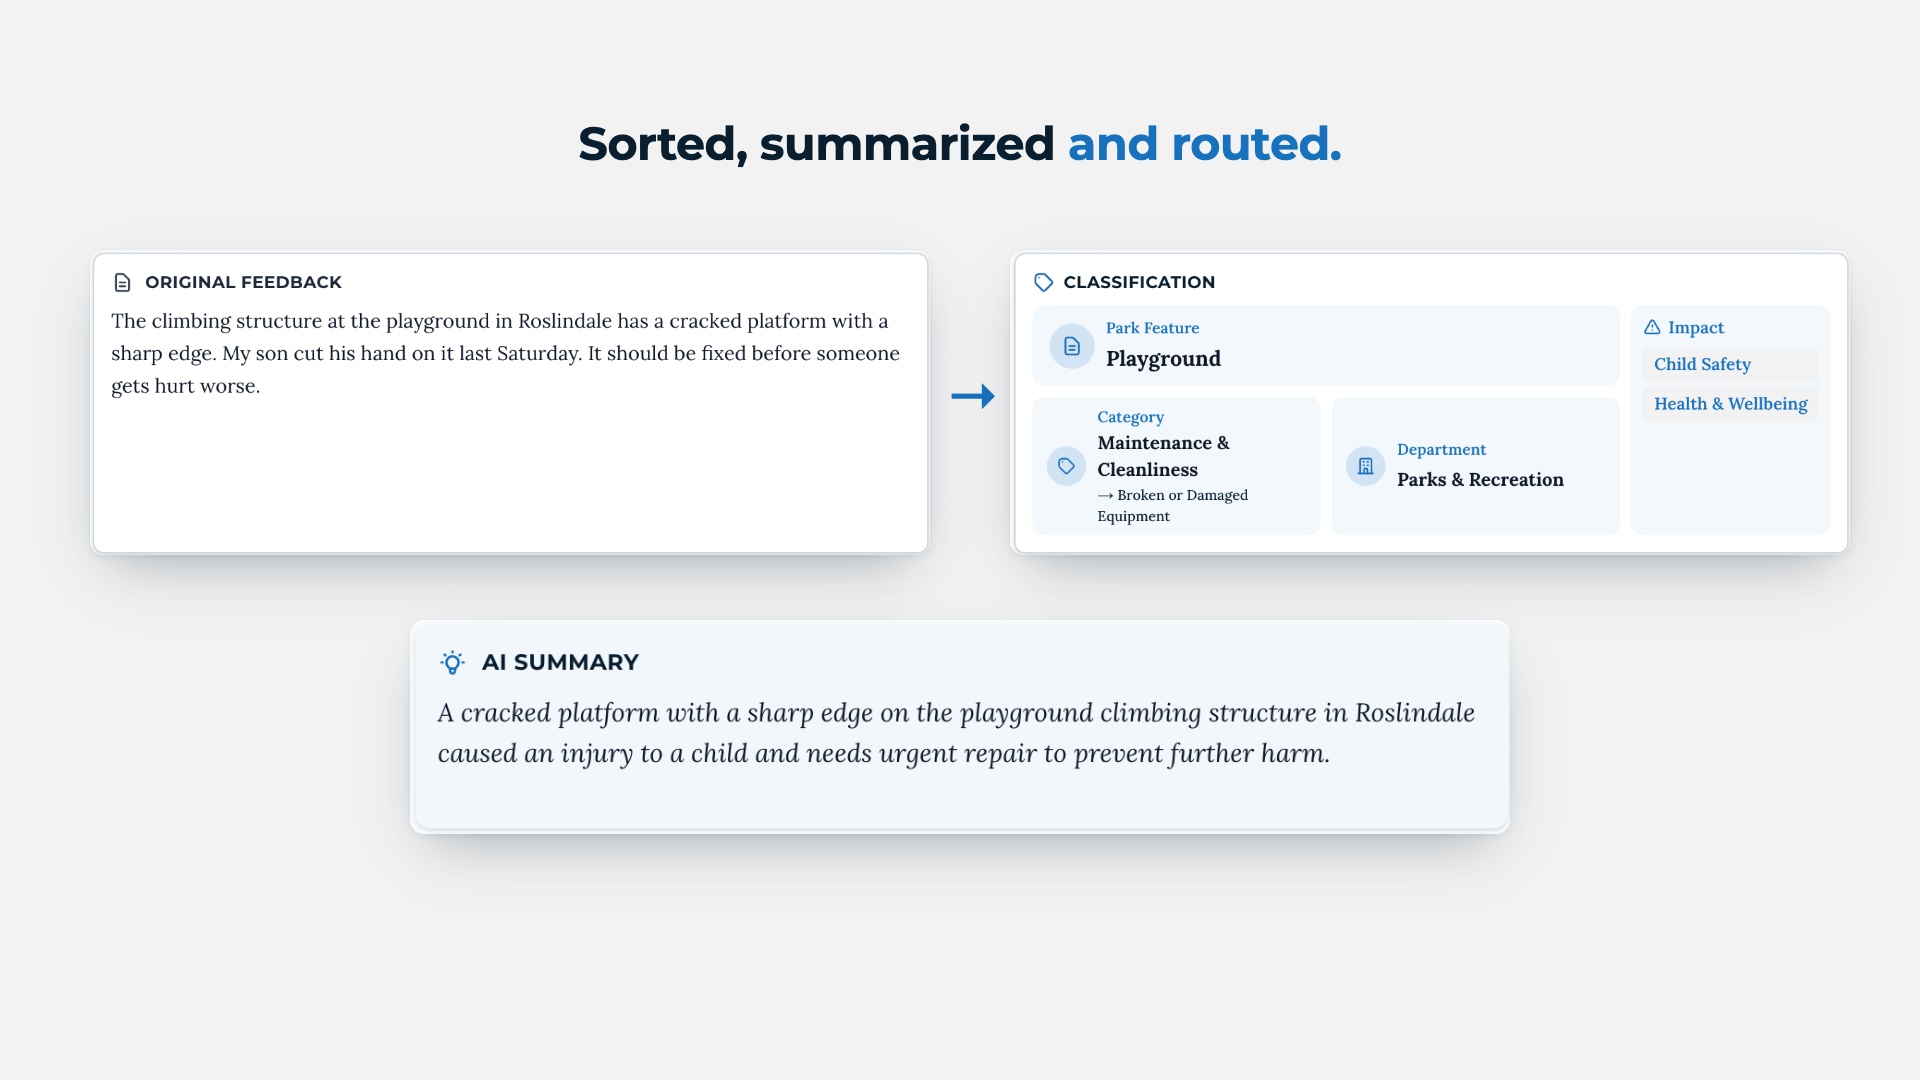 Sorted, summarized and routed.
ORIGINAL FEEDBACK
The climbing structure at the playground in Roslindale has a cracked platform with a
sharp edge. My son cut his hand on it last Saturday. It should be fixed before someone
gets hurt worse.
CLASSIFICATION
Park Feature
Playground
Category
Maintenance &
Cleanliness
→ Broken or Damaged
Equipment
Department
Parks & Recreation
Impact
Child Safety
Health & Wellbeing
AI SUMMARY
A cracked platform with a sharp edge on the playground climbing structure in Roslindale
caused an injury to a child and needs urgent repair to prevent further harm.